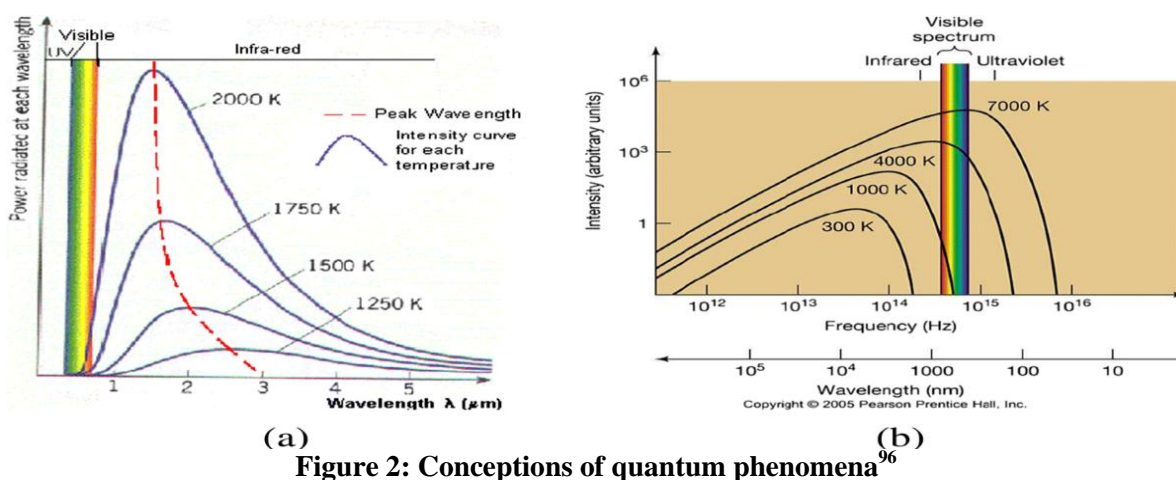 Power radiated at each wavelength
UV
Visible
Infra-red
2000 K
Peak Waveength
Intensity curve
for each
temperature
1750 K
1500 K
1250 K
1 2 3 4 5 6
Wavelength λ (μm)
(a)
Visible
spectrum
Infrared
Ultraviolet
Intensity (arbitrary units)
10⁶
10³
1
7000 K
4000 K
1000 K
300 K
10¹² 10¹³ 10¹⁴ 10¹⁵ 10¹⁶
Frequency (Hz)
10⁵ 10⁴ 1000 100 10
Wavelength (nm)
Copyright © 2005 Pearson Prentice Hall, Inc.
(b)
Figure 2: Conceptions of quantum phenomena⁹⁶